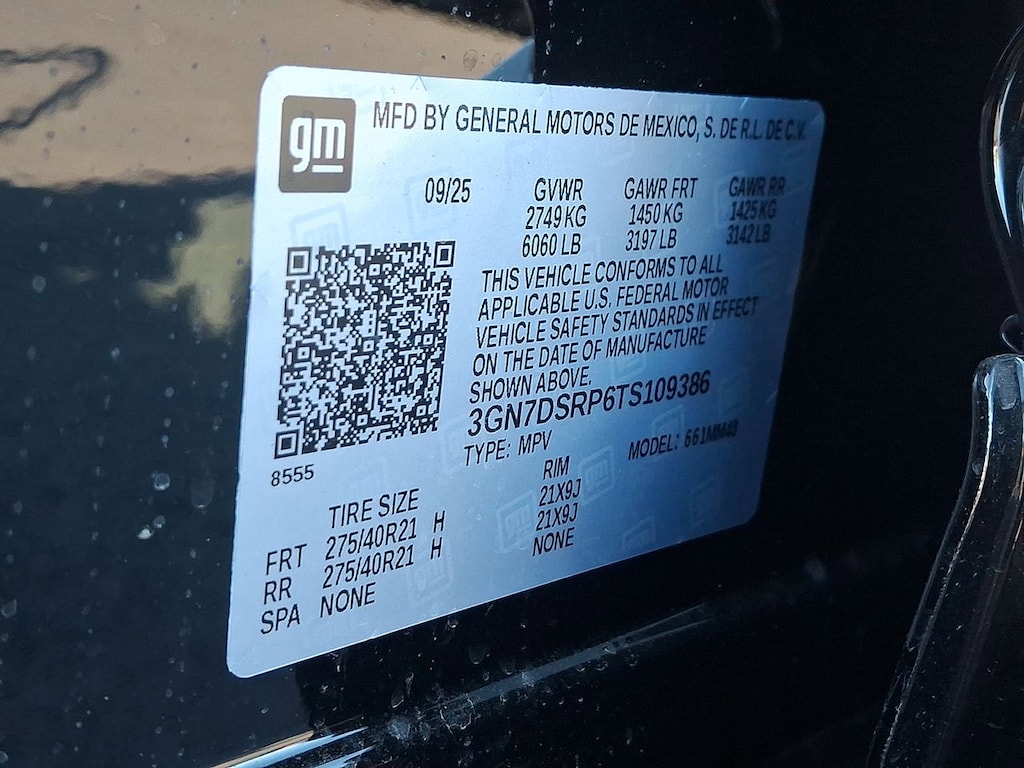 gm
MFD BY GENERAL MOTORS DE MEXICO, S. DE R.L. DE C.V.
09/25 GVWR GAWR FRT GAWR RR
2749 KG 1450 KG 1425 KG
6060 LB 3197 LB 3142 LB
THIS VEHICLE CONFORMS TO ALL
APPLICABLE U.S. FEDERAL MOTOR
VEHICLE SAFETY STANDARDS IN EFFECT
ON THE DATE OF MANUFACTURE
SHOWN ABOVE.
3GN7DSRP6TS109386
TYPE: MPV MODEL: 661MM48
8555
TIRE SIZE RIM
FRT 275/40R21 H 21X9J
RR 275/40R21 H 21X9J
SPA NONE NONE